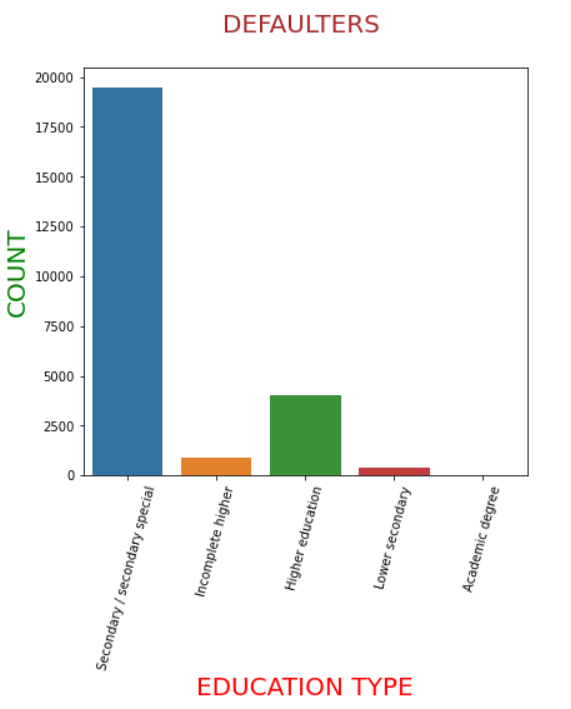 DEFAULTERS
20000
17500
15000
12500
10000
7500
5000
2500
0
COUNT
Secondary / secondary special
Incomplete higher
Higher education
Lower secondary
Academic degree
EDUCATION TYPE